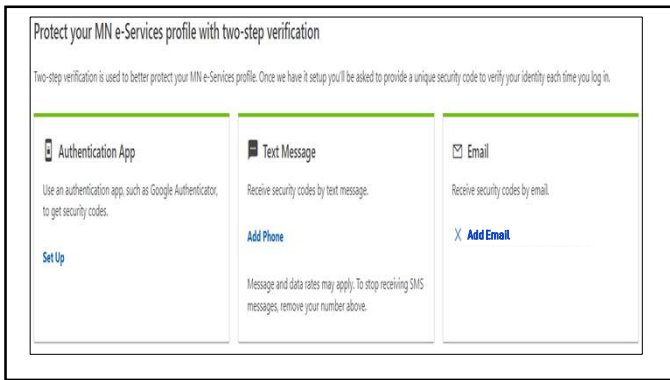 Protect your MN e-Services profile with two-step verification
Two-step verification is used to better protect your MN e-Services profile. Once we have it setup you'll be asked to provide a unique security code to verify your identity each time you log in.
Authentication App
Use an authentication app, such as Google Authenticator,
to get security codes.
Set Up
Text Message
Receive security codes by text message.
Add Phone
Message and data rates may apply. To stop receiving SMS
messages, remove your number above.
Email
Receive security codes by email.
X Add Email